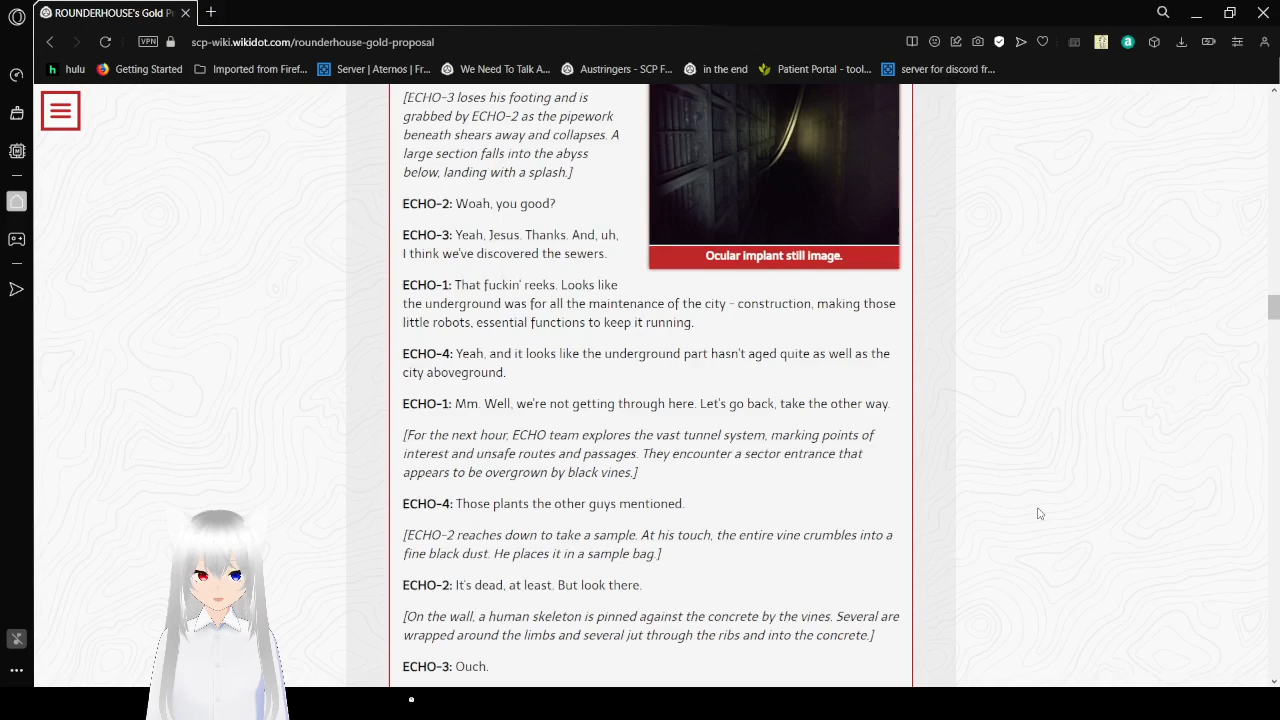 ROUNDERHOUSE's Gold P
VPN
scp-wiki.wikidot.com/rounderhouse-gold-proposal
hulu
Getting Started
Imported from Firef...
Server | Aternos | Fr...
We Need To Talk A...
Austringers - SCP F...
in the end
Patient Portal - tool...
server for discord fr...
[ECHO-3 loses his footing and is
grabbed by ECHO-2 as the pipework
beneath shears away and collapses. A
large section falls into the abyss
below, landing with a splash.]
ECHO-2: Woah, you good?
ECHO-3: Yeah, Jesus. Thanks. And, uh,
I think we've discovered the sewers.
Ocular implant still image.
ECHO-1: That fuckin' reeks. Looks like
the underground was for all the maintenance of the city - construction, making those
little robots, essential functions to keep it running.
ECHO-4: Yeah, and it looks like the underground part hasn't aged quite as well as the
city aboveground.
ECHO-1: Mm. Well, we're not getting through here. Let's go back, take the other way.
[For the next hour, ECHO team explores the vast tunnel system, marking points of
interest and unsafe routes and passages. They encounter a sector entrance that
appears to be overgrown by black vines.]
ECHO-4: Those plants the other guys mentioned.
[ECHO-2 reaches down to take a sample. At his touch, the entire vine crumbles into a
fine black dust. He places it in a sample bag.]
ECHO-2: It's dead, at least. But look there.
[On the wall, a human skeleton is pinned against the concrete by the vines. Several are
wrapped around the limbs and several jut through the ribs and into the concrete.]
ECHO-3: Ouch.